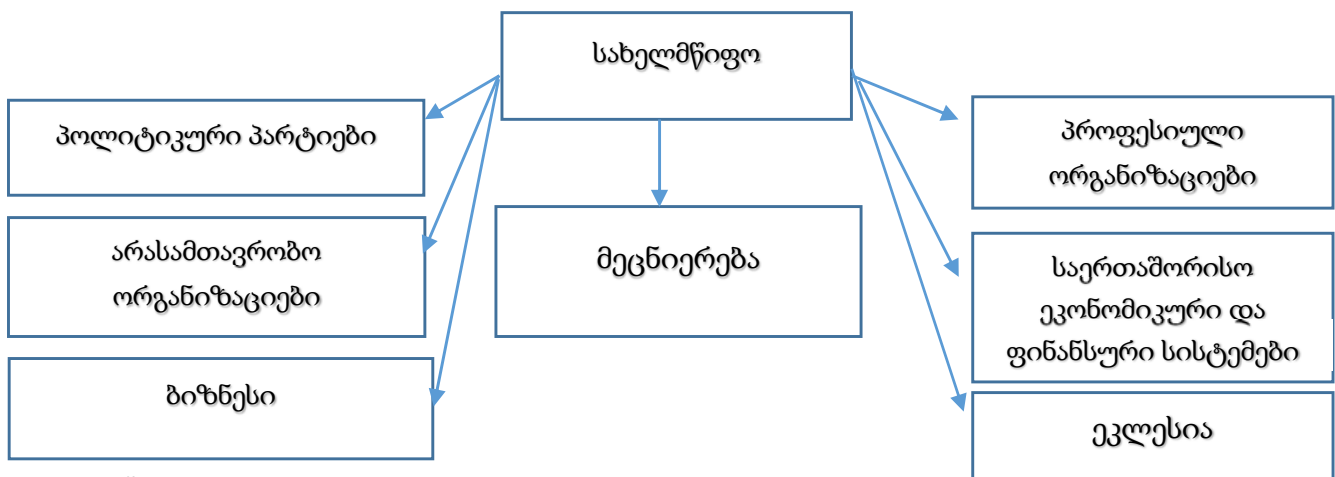 სახელმწიფო
პოლიტიკური პარტიები
არასამთავრობო
ორგანიზაციები
ბიზნესი
მეცნიერება
პროფესიული
ორგანიზაციები
საერთაშორისო
ეკონომიკური და
ფინანსური სისტემები
ეკლესია